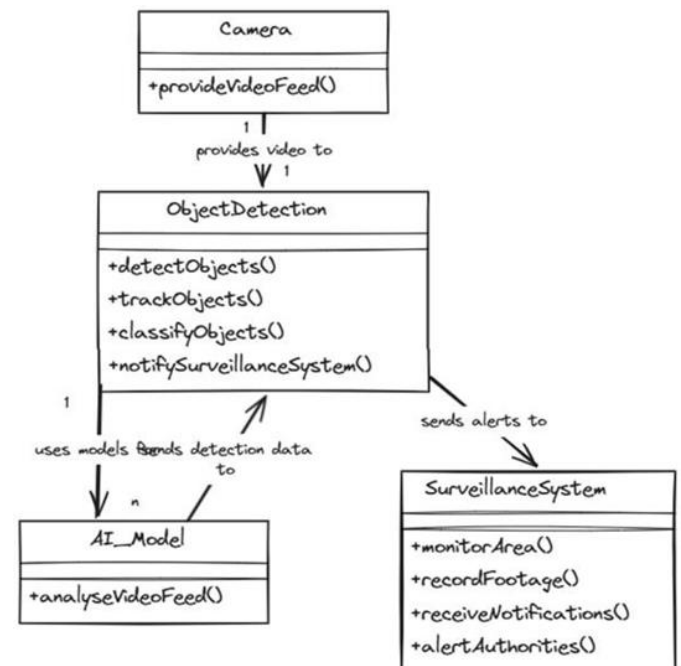 Camera
+provideVideoFeed()
1
provides video to
1
ObjectDetection
+detectObjects()
+trackObjects()
+classifyObjects()
+notifySurveillanceSystem()
1
sends alerts to
uses models
sends detection data
to
n
SurveillanceSystem
AI_Model
+monitorArea()
+analyseVideoFeed()
+recordFootage()
+receiveNotifications()
+alertAuthorities()